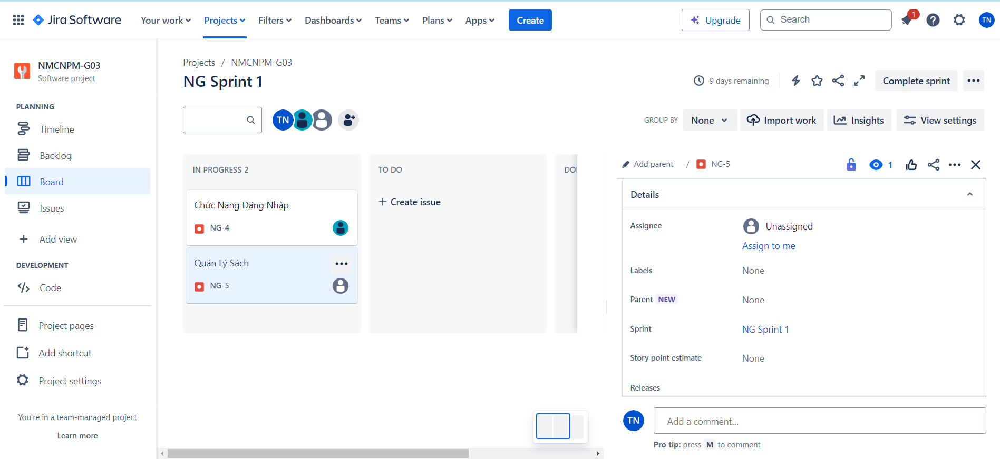 Jira Software Your work Projects Filters Dashboards Teams Plans Apps Create Upgrade Search 1 TN
NMCNPM-G03
Software project
PLANNING
Timeline
Backlog
Board
Issues
Add view
DEVELOPMENT
Code
Project pages
Add shortcut
Project settings
You're in a team-managed project
Learn more
Projects / NMCNPM-G03
NG Sprint 1
9 days remaining Complete sprint
TN
GROUP BY None Import work Insights View settings
IN PROGRESS 2
Chức Năng Đăng Nhập
NG-4
Quản Lý Sách
NG-5
TO DO
+ Create issue
Add parent / NG-5 1
Details
Assignee Unassigned
Assign to me
Labels None
Parent NEW None
Sprint NG Sprint 1
Story point estimate None
Releases
TN Add a comment...
Pro tip: press M to comment